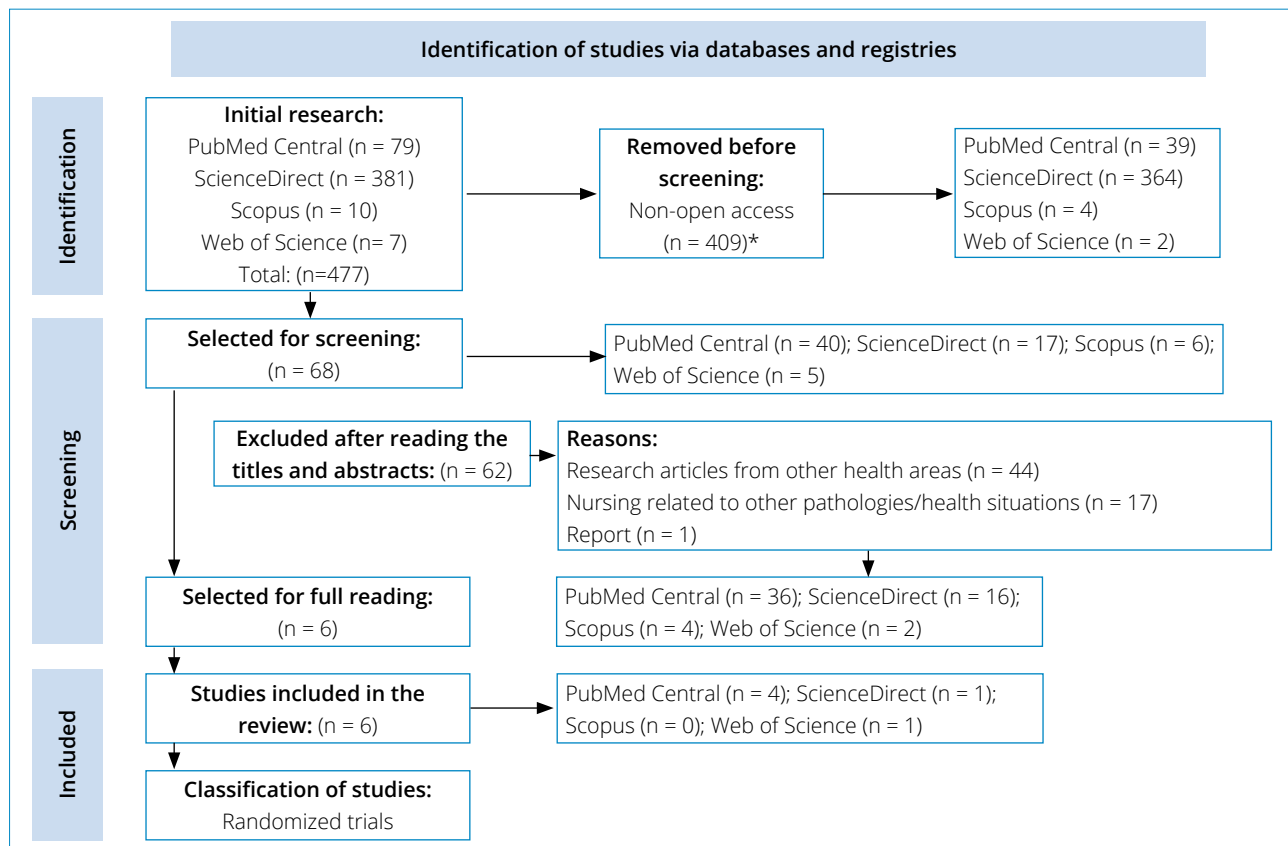 Identification of studies via databases and registries
Identification
Initial research:
PubMed Central (n = 79)
ScienceDirect (n = 381)
Scopus (n = 10)
Web of Science (n= 7)
Total: (n=477)
Removed before
screening:
Non-open access
(n = 409)*
PubMed Central (n = 39)
ScienceDirect (n = 364)
Scopus (n = 4)
Web of Science (n = 2)
Screening
Selected for screening:
(n = 68)
PubMed Central (n = 40); ScienceDirect (n = 17); Scopus (n = 6);
Web of Science (n = 5)
Excluded after reading the
titles and abstracts: (n = 62)
Reasons:
Research articles from other health areas (n = 44)
Nursing related to other pathologies/health situations (n = 17)
Report (n = 1)
Selected for full reading:
(n = 6)
PubMed Central (n = 36); ScienceDirect (n = 16);
Scopus (n = 4); Web of Science (n = 2)
Included
Studies included in the
review: (n = 6)
PubMed Central (n = 4); ScienceDirect (n = 1);
Scopus (n = 0); Web of Science (n = 1)
Classification of studies:
Randomized trials